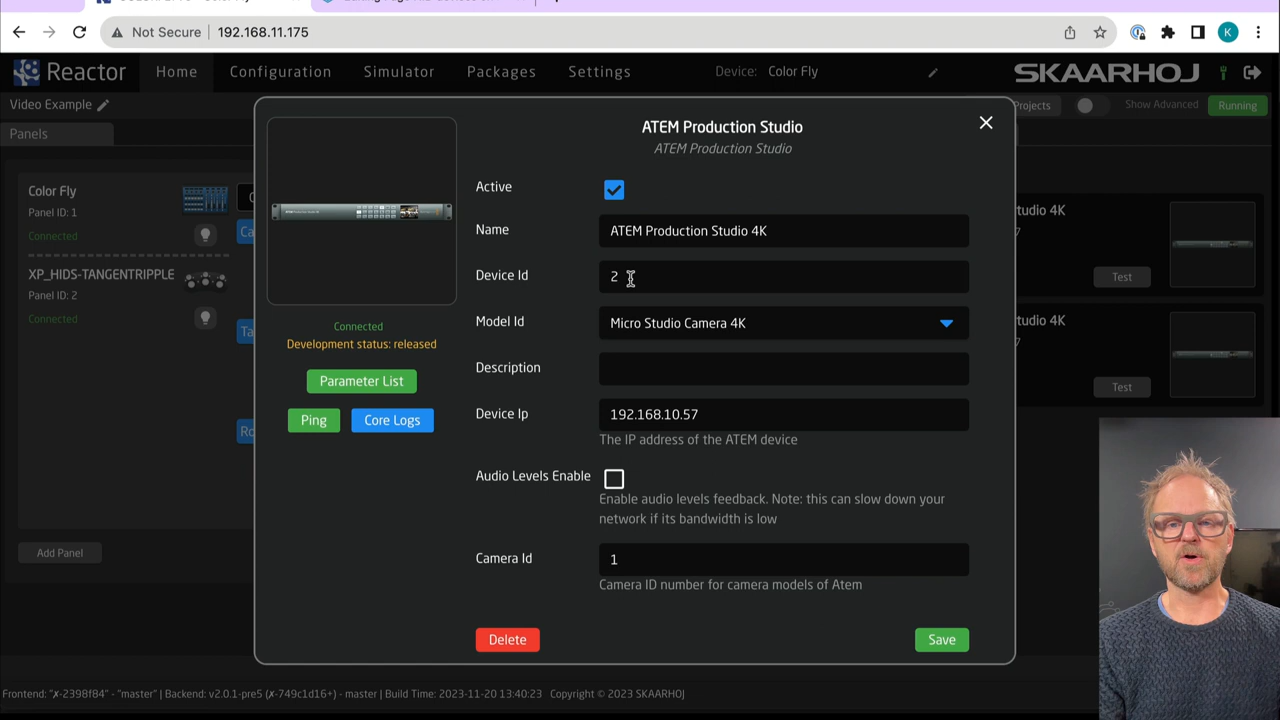 Not Secure
192.168.11.175
K
Reactor
Home
Configuration
Simulator
Packages
Settings
Device:
Color Fly
SKAARHOJ
Video Example
Projects
Show Advanced
Running
Panels
ATEM Production Studio
ATEM Production Studio
Color Fly
Panel ID: 1
Connected
XP_HIDS-TANGENTRIPPLE
Panel ID: 2
Connected
Add Panel
Connected
Development status: released
Parameter List
Ping
Core Logs
Active
Name
ATEM Production Studio 4K
Device Id
2
Model Id
Micro Studio Camera 4K
Description
Device Ip
192.168.10.57
The IP address of the ATEM device
Audio Levels Enable
Enable audio levels feedback. Note: this can slow down your
network if its bandwidth is low
Camera Id
1
Camera ID number for camera models of Atem
Delete
Save
4K
Test
4K
Test
Frontend: "✗-2398f84" - "master" | Backend: v2.0.1-pre5 (✗-749c1d16+) - master | Build Time: 2023-11-20 13:40:23 Copyright © 2023 SKAARHOJ